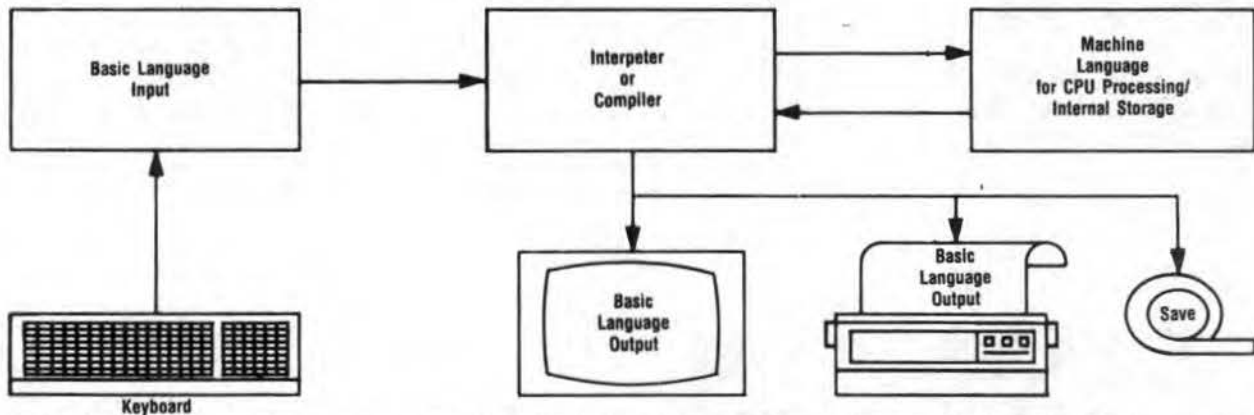 Basic Language
Input
Interpeter
or
Compiler
Machine
Language
for CPU Processing/
Internal Storage
Basic
Language
Output
Basic
Language
Output
Save
Keyboard